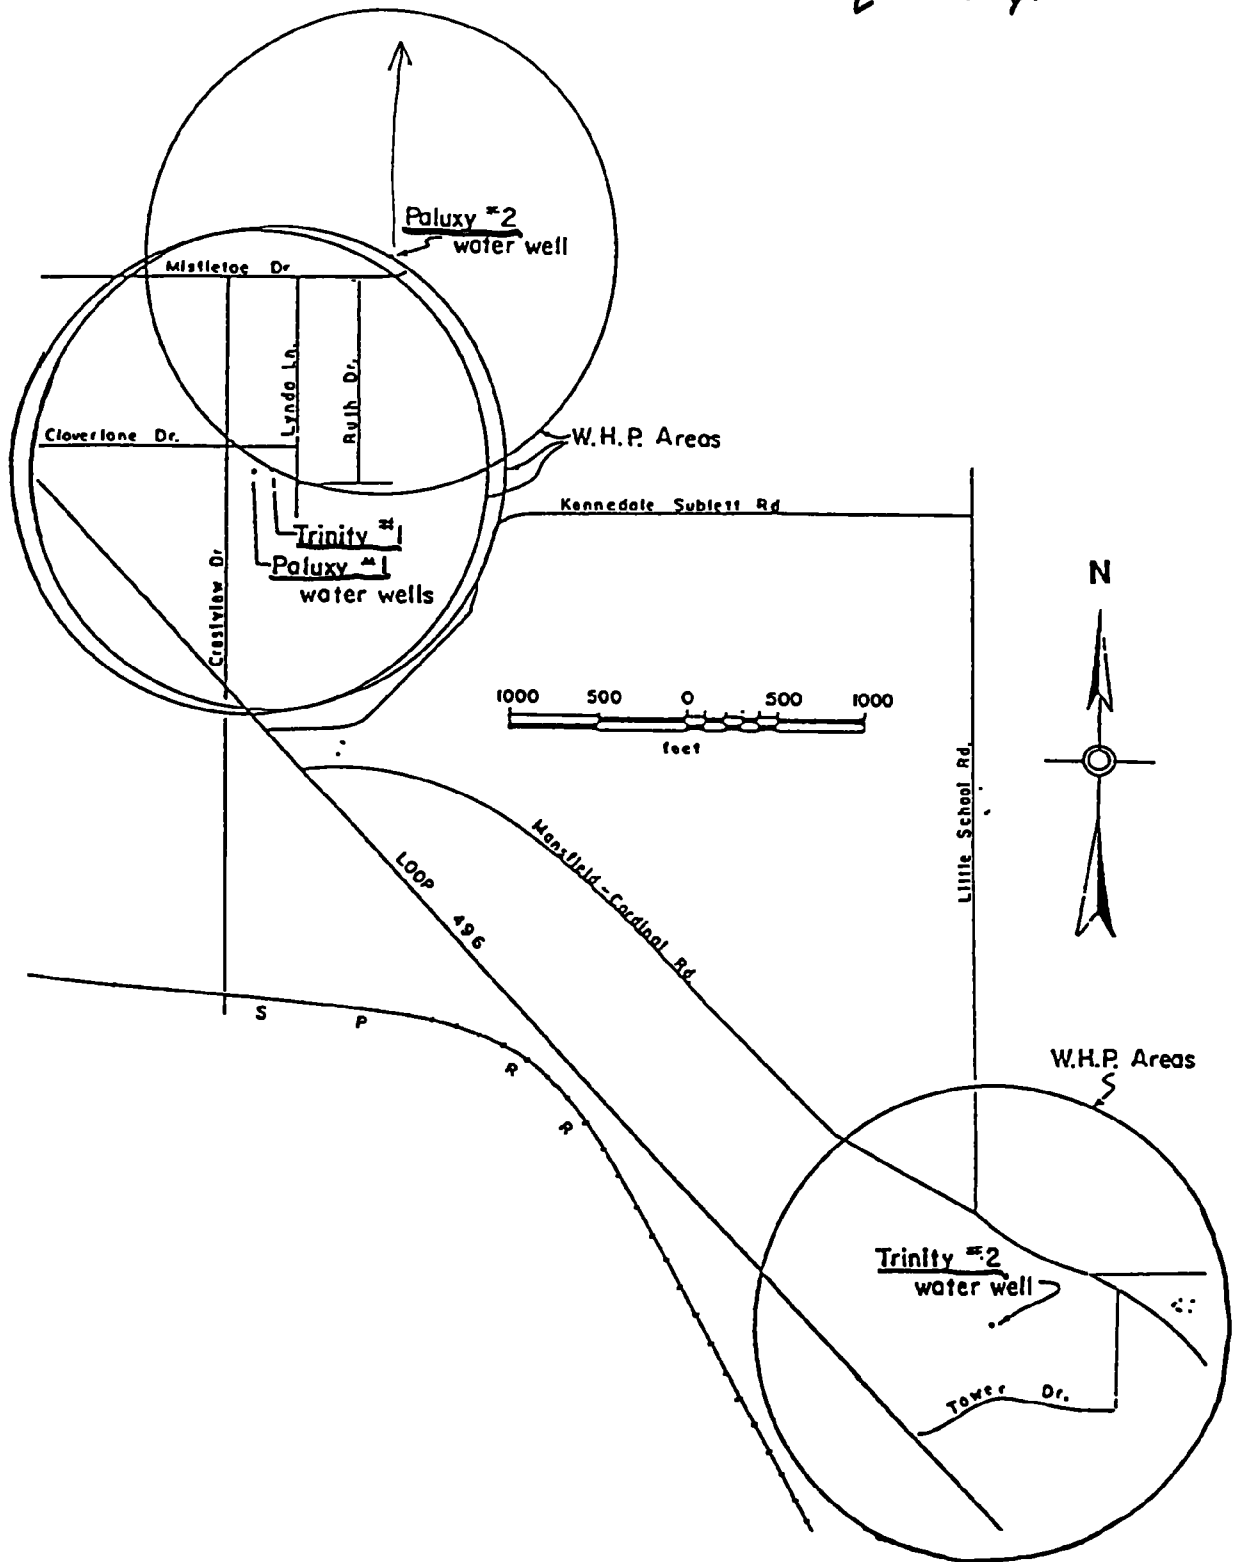 Paluxy #2
water well
Mistletoe Dr
Lynda Ln.
Ruth Dr.
Cloverlane Dr.
W.H.P. Areas
Kennedale Sublett Rd
Trinity #1
Paluxy #1
water wells
Crestview Dr
N
1000 500 0 500 1000
feet
Little School Rd.
Mansfield-Cardinal Rd.
LOOP 496
S P R R
W.H.P. Areas
Trinity #2
water well
Tower Dr.